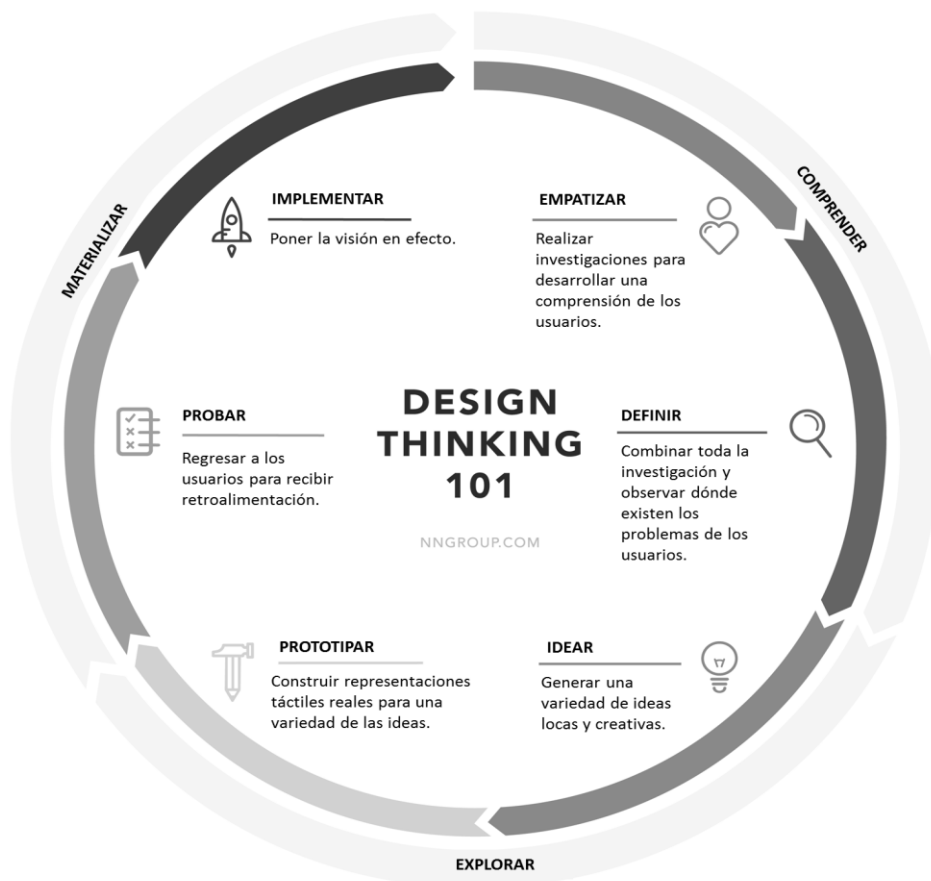 COMPRENDER
EMPATIZAR
Realizar
investigaciones para
desarrollar una
comprensión de los
usuarios.
DEFINIR
Combinar toda la
investigación y
observar dónde
existen los
problemas de los
usuarios.
EXPLORAR
IDEAR
Generar una
variedad de ideas
locas y creativas.
PROTOTIPAR
Construir representaciones
táctiles reales para una
variedad de las ideas.
MATERIALIZAR
PROBAR
Regresar a los
usuarios para recibir
retroalimentación.
IMPLEMENTAR
Poner la visión en efecto.
DESIGN
THINKING
101
NNGROUP.COM